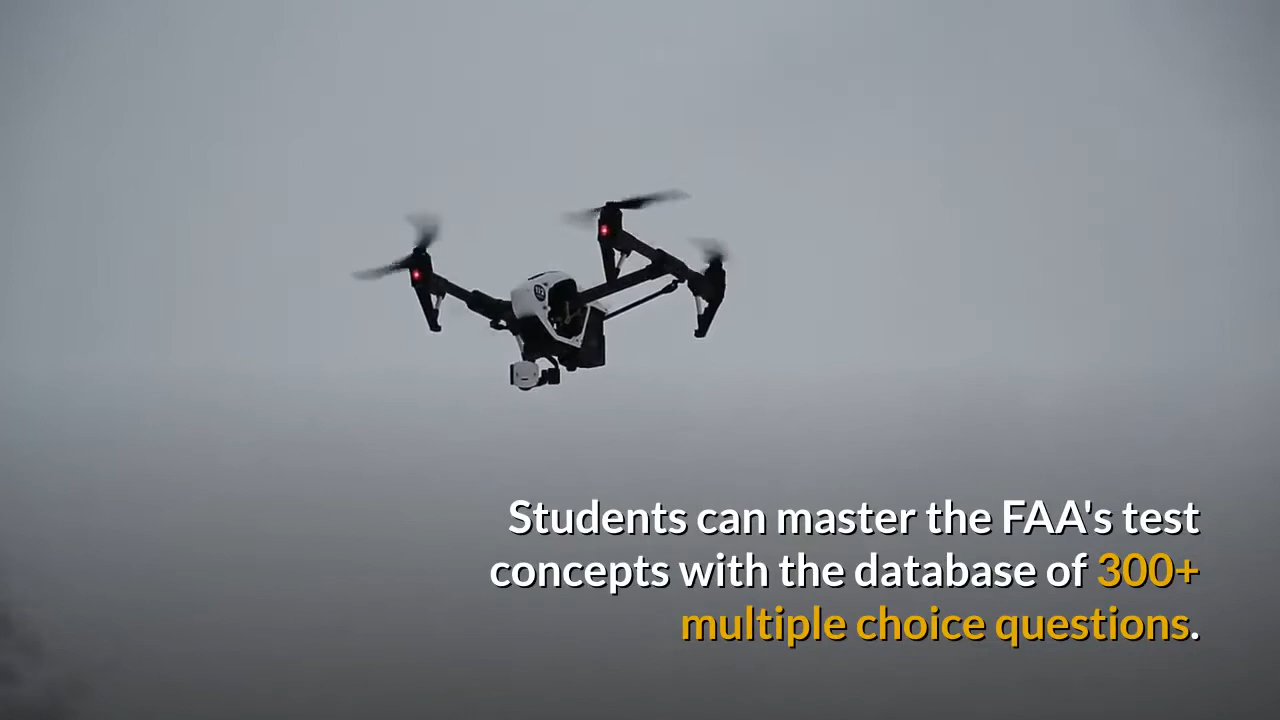 Students can master the FAA's test
concepts with the database of 300+
multiple choice questions.